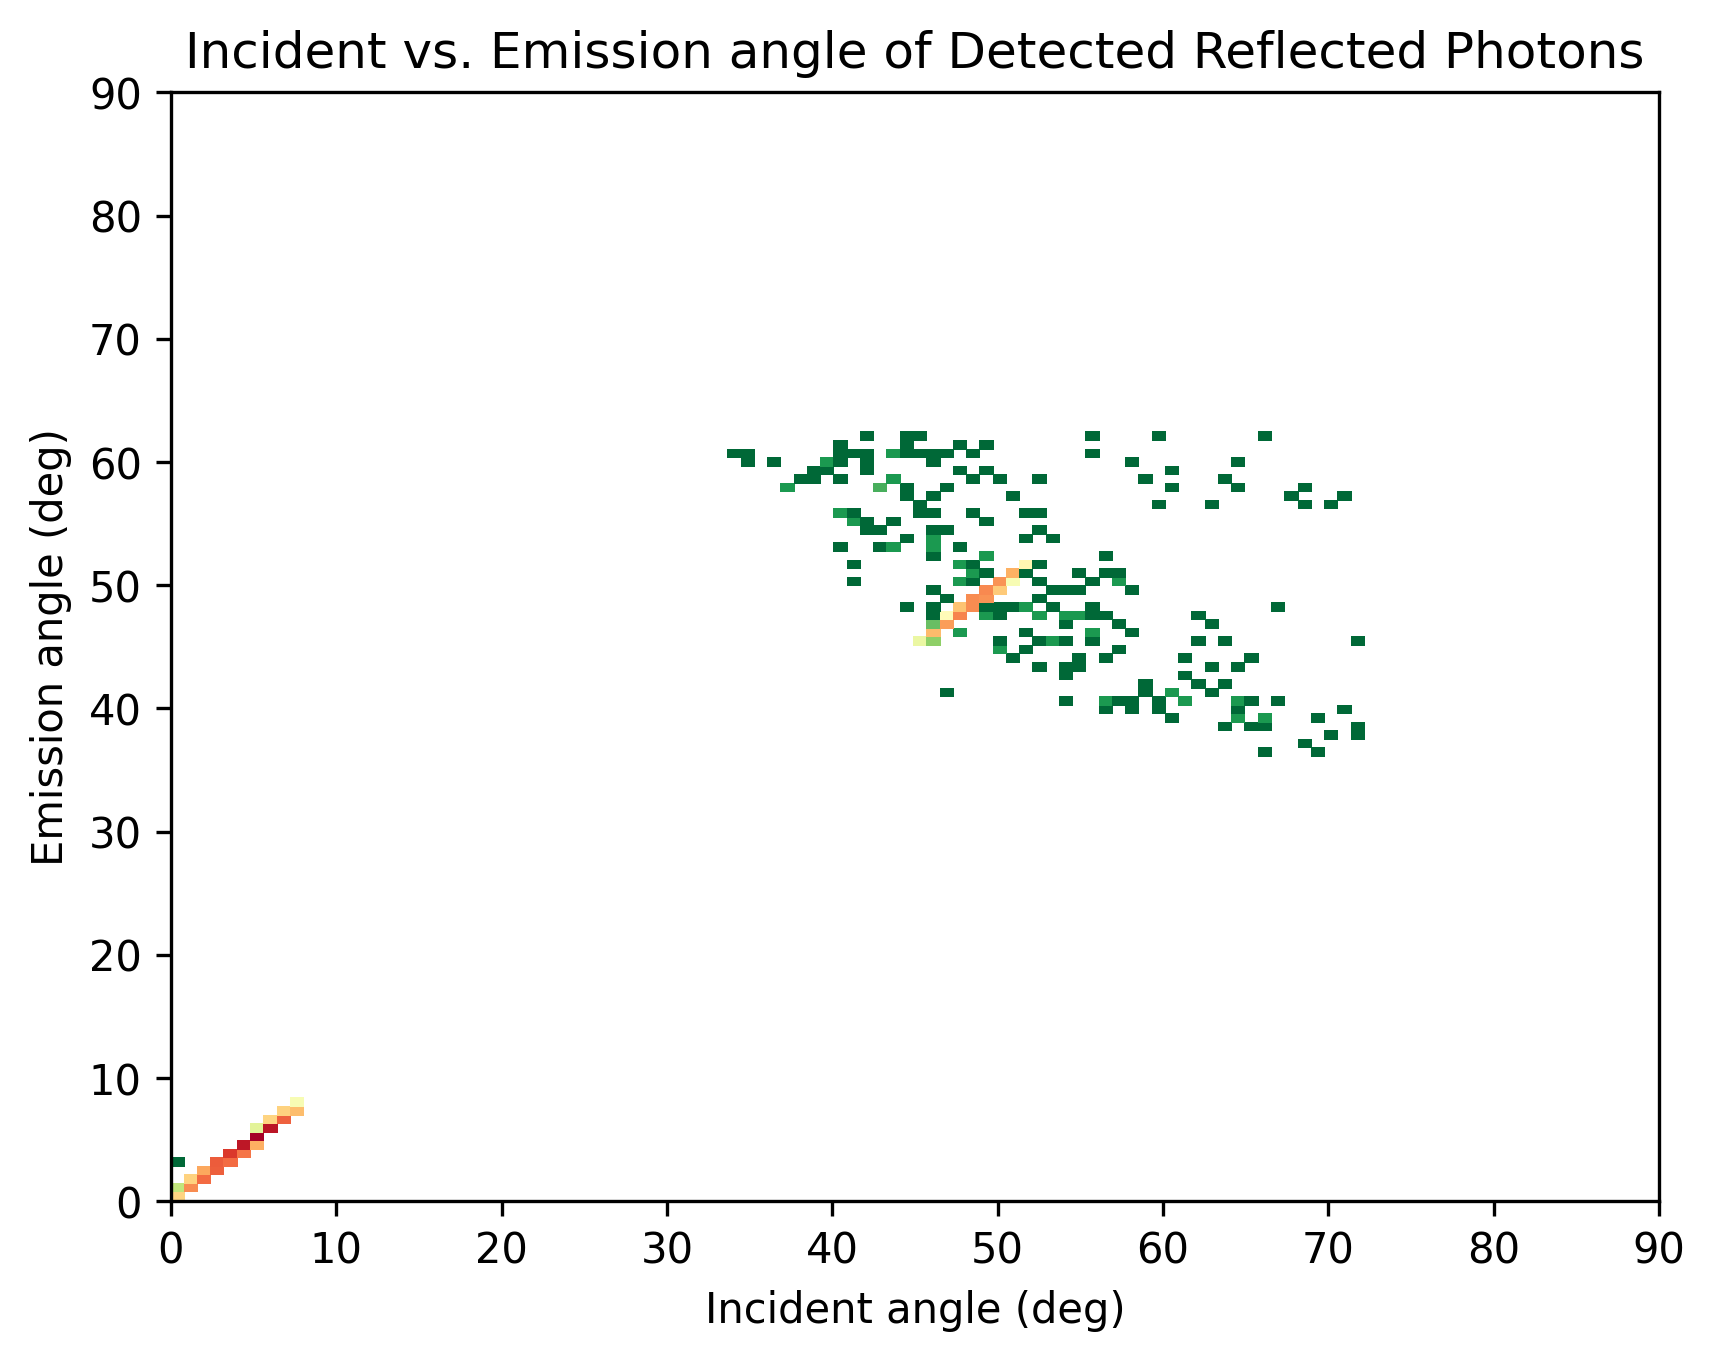 Incident vs. Emission angle of Detected Reflected Photons
90
80
70
60
50
40
30
20
10
0
Emission angle (deg)
0 10 20 30 40 50 60 70 80 90
Incident angle (deg)